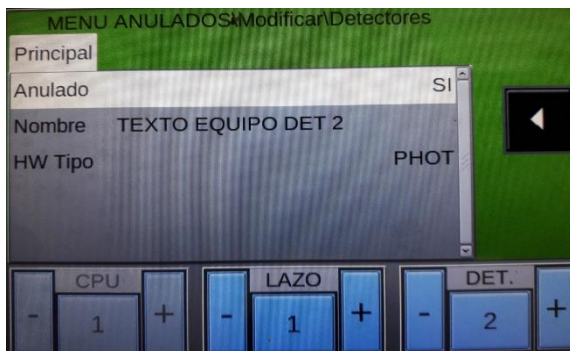 MENU ANULADOS\Modificar\Detectores
Principal
Anulado SI
Nombre TEXTO EQUIPO DET 2
HW Tipo PHOT
CPU LAZO DET.
- 1 + - 1 + - 2 +